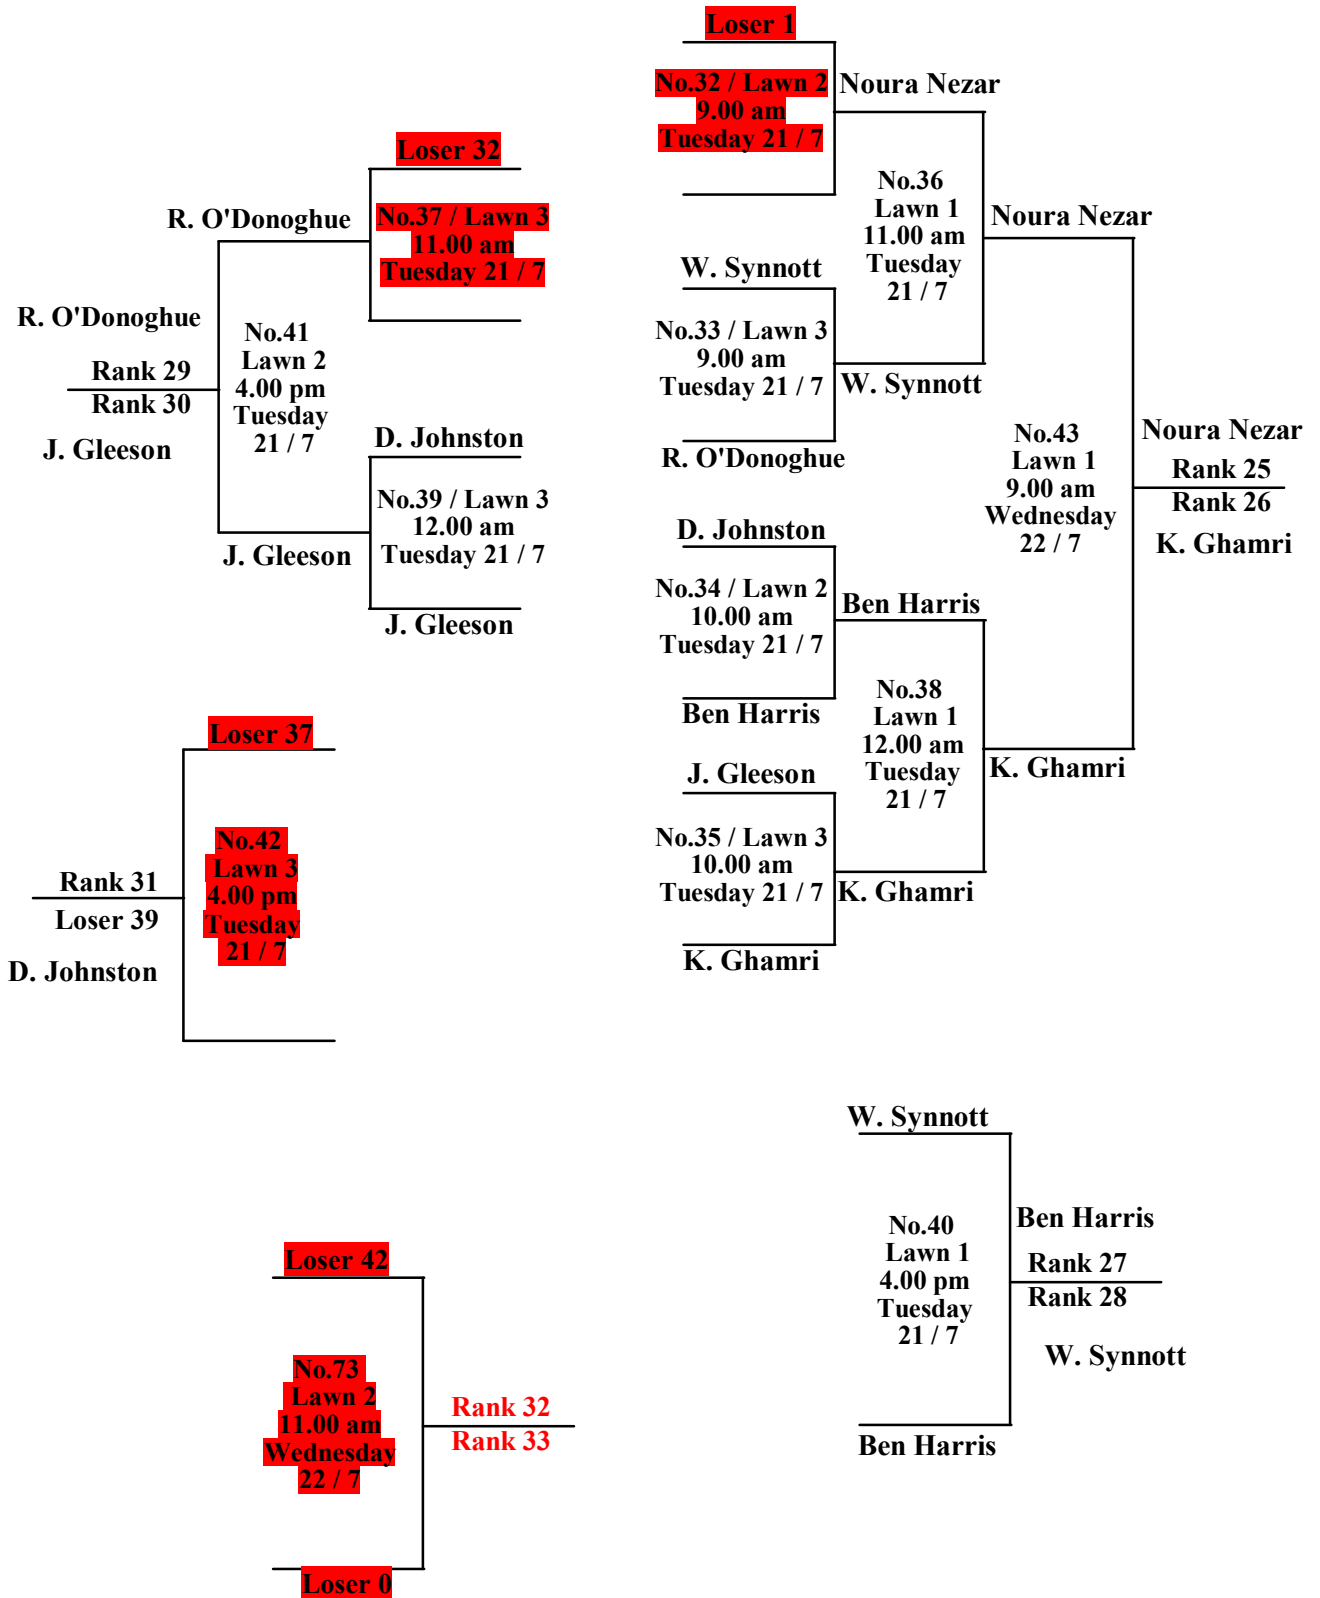 Loser 1
No.32 / Lawn 2
9.00 am
Tuesday 21 / 7
Noura Nezar
Loser 32
No.37 / Lawn 3
11.00 am
Tuesday 21 / 7
R. O'Donoghue
No.36
Lawn 1
11.00 am
Tuesday
21 / 7
Noura Nezar
W. Synnott
No.33 / Lawn 3
9.00 am
Tuesday 21 / 7
W. Synnott
R. O'Donoghue
R. O'Donoghue
Rank 29
Rank 30
J. Gleeson
No.41
Lawn 2
4.00 pm
Tuesday
21 / 7
D. Johnston
No.39 / Lawn 3
12.00 am
Tuesday 21 / 7
J. Gleeson
J. Gleeson
No.43
Lawn 1
9.00 am
Wednesday
22 / 7
Noura Nezar
Rank 25
Rank 26
K. Ghamri
D. Johnston
No.34 / Lawn 2
10.00 am
Tuesday 21 / 7
Ben Harris
Ben Harris
No.38
Lawn 1
12.00 am
Tuesday
21 / 7
K. Ghamri
J. Gleeson
No.35 / Lawn 3
10.00 am
Tuesday 21 / 7
K. Ghamri
K. Ghamri
Loser 37
No.42
Lawn 3
4.00 pm
Tuesday
21 / 7
Rank 31
Loser 39
D. Johnston
W. Synnott
No.40
Lawn 1
4.00 pm
Tuesday
21 / 7
Ben Harris
Rank 27
Rank 28
W. Synnott
Ben Harris
Loser 42
No.73
Lawn 2
11.00 am
Wednesday
22 / 7
Rank 32
Rank 33
Loser 0